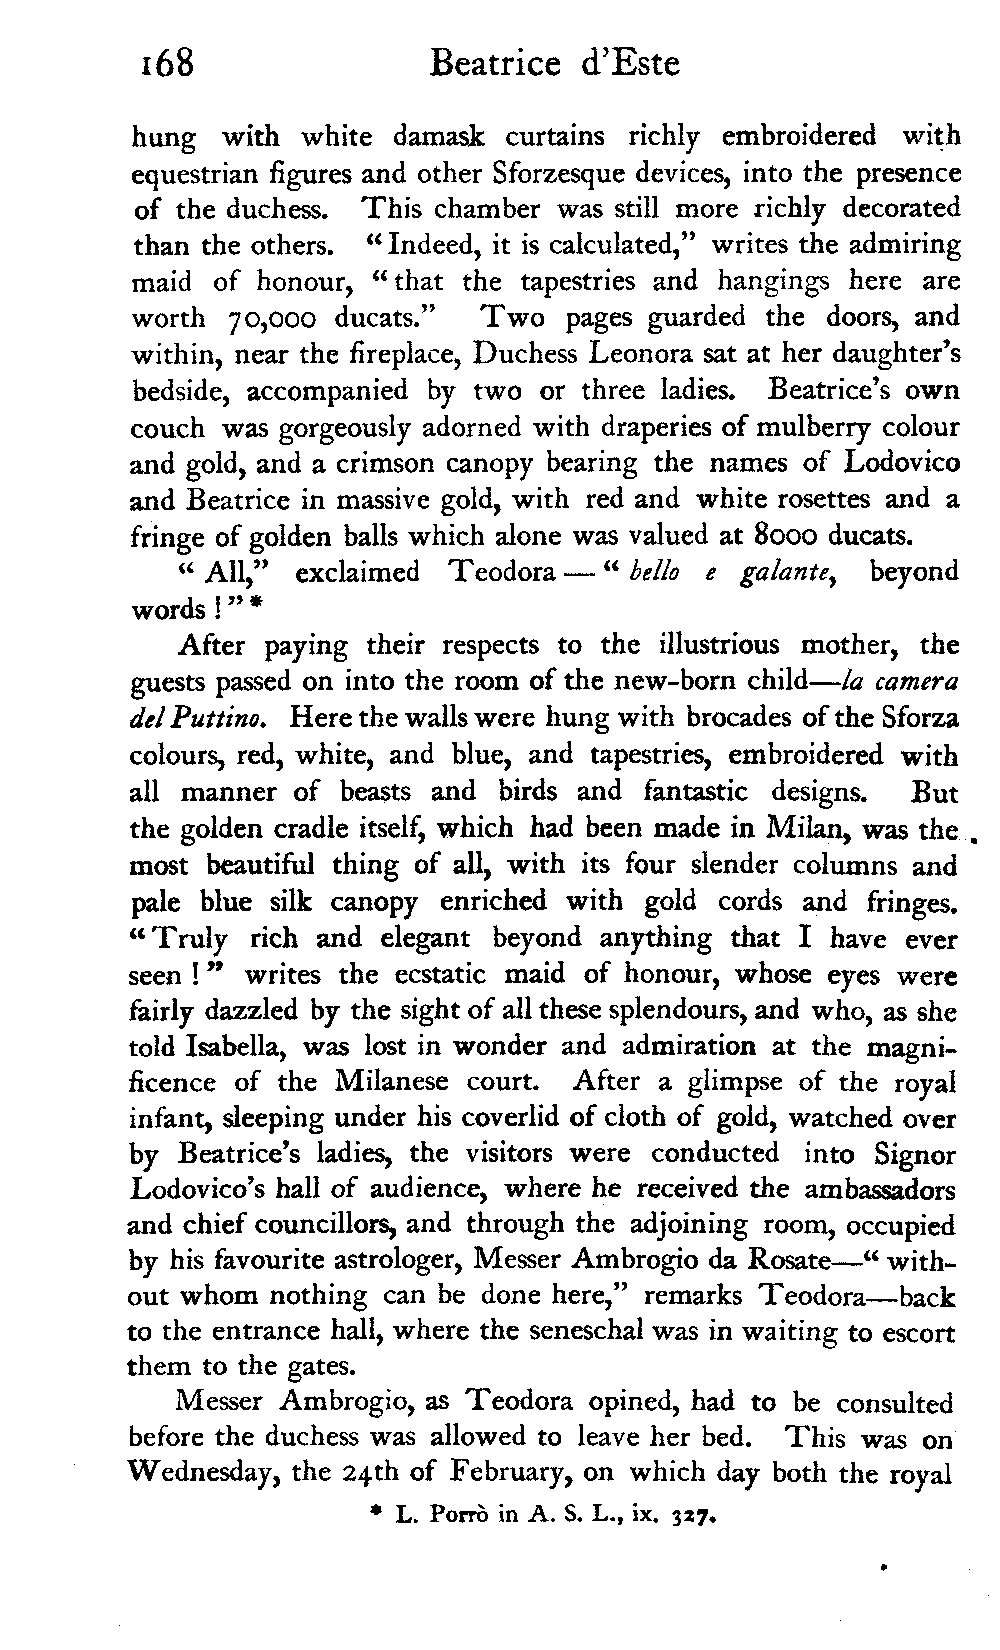 168 Beatrice d'Este
hung with white damask curtains richly embroidered with
equestrian figures and other Sforzesque devices, into the presence
of the duchess. This chamber was still more richly decorated
than the others. "Indeed, it is calculated," writes the admiring
maid of honour, "that the tapestries and hangings here are
worth 70,000 ducats." Two pages guarded the doors, and
within, near the fireplace, Duchess Leonora sat at her daughter's
bedside, accompanied by two or three ladies. Beatrice's own
couch was gorgeously adorned with draperies of mulberry colour
and gold, and a crimson canopy bearing the names of Lodovico
and Beatrice in massive gold, with red and white rosettes and a
fringe of golden balls which alone was valued at 8000 ducats.
"All," exclaimed Teodora—"bello e galante, beyond
words!"*
After paying their respects to the illustrious mother, the
guests passed on into the room of the new-born child—la camera
del Puttino. Here the walls were hung with brocades of the Sforza
colours, red, white, and blue, and tapestries, embroidered with
all manner of beasts and birds and fantastic designs. But
the golden cradle itself, which had been made in Milan, was the
most beautiful thing of all, with its four slender columns and
pale blue silk canopy enriched with gold cords and fringes.
"Truly rich and elegant beyond anything that I have ever
seen!" writes the ecstatic maid of honour, whose eyes were
fairly dazzled by the sight of all these splendours, and who, as she
told Isabella, was lost in wonder and admiration at the magni-
ficence of the Milanese court. After a glimpse of the royal
infant, sleeping under his coverlid of cloth of gold, watched over
by Beatrice's ladies, the visitors were conducted into Signor
Lodovico's hall of audience, where he received the ambassadors
and chief councillors, and through the adjoining room, occupied
by his favourite astrologer, Messer Ambrogio da Rosate—"with-
out whom nothing can be done here," remarks Teodora—back
to the entrance hall, where the seneschal was in waiting to escort
them to the gates.
Messer Ambrogio, as Teodora opined, had to be consulted
before the duchess was allowed to leave her bed. This was on
Wednesday, the 24th of February, on which day both the royal
* L. Porrò in A. S. L., ix. 327.